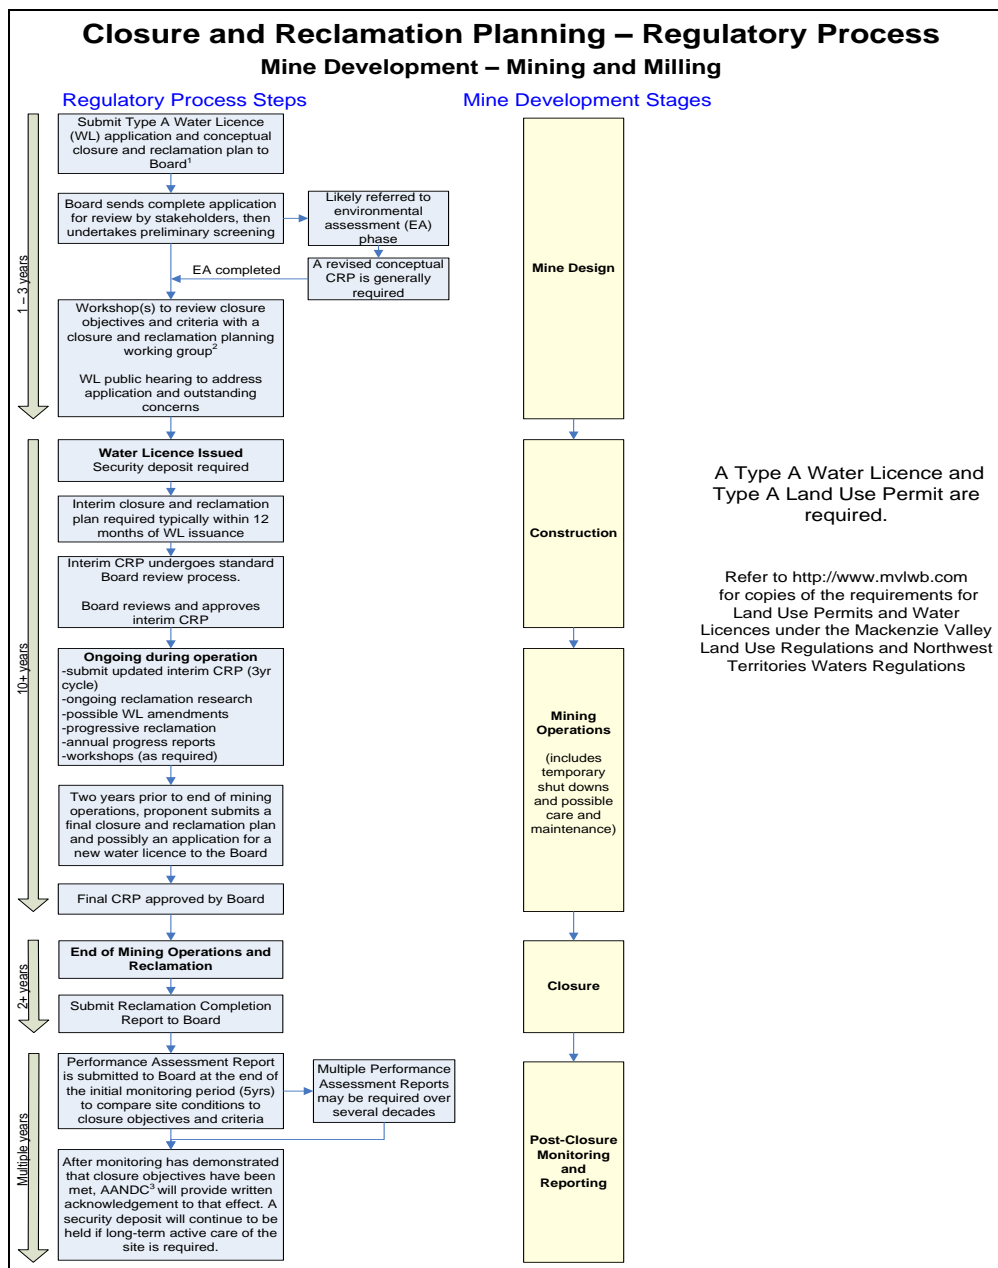 Closure and Reclamation Planning – Regulatory Process
Mine Development – Mining and Milling
Regulatory Process Steps
Mine Development Stages
1 – 3 years
Submit Type A Water Licence
(WL) application and conceptual
closure and reclamation plan to
Board1
Board sends complete application
for review by stakeholders, then
undertakes preliminary screening
Likely referred to
environmental
assessment (EA)
phase
EA completed
A revised conceptual
CRP is generally
required
Workshop(s) to review closure
objectives and criteria with a
closure and reclamation planning
working group2
WL public hearing to address
application and outstanding
concerns
Mine Design
10+ years
Water Licence Issued
Security deposit required
Interim closure and reclamation
plan required typically within 12
months of WL issuance
Interim CRP undergoes standard
Board review process.
Board reviews and approves
interim CRP
Construction
Ongoing during operation
-submit updated interim CRP (3yr
cycle)
-ongoing reclamation research
-possible WL amendments
-progressive reclamation
-annual progress reports
-workshops (as required)
Two years prior to end of mining
operations, proponent submits a
final closure and reclamation plan
and possibly an application for a
new water licence to the Board
Final CRP approved by Board
Mining
Operations
(includes
temporary
shut downs
and possible
care and
maintenance)
2+ years
End of Mining Operations and
Reclamation
Submit Reclamation Completion
Report to Board
Closure
Multiple years
Performance Assessment Report
is submitted to Board at the end of
the initial monitoring period (5yrs)
to compare site conditions to
closure objectives and criteria
Multiple Performance
Assessment Reports
may be required over
several decades
After monitoring has demonstrated
that closure objectives have been
met, AANDC3 will provide written
acknowledgement to that effect. A
security deposit will continue to be
held if long-term active care of the
site is required.
Post-Closure
Monitoring
and
Reporting
A Type A Water Licence and
Type A Land Use Permit are
required.
Refer to http://www.mvlwb.com
for copies of the requirements for
Land Use Permits and Water
Licences under the Mackenzie Valley
Land Use Regulations and Northwest
Territories Waters Regulations